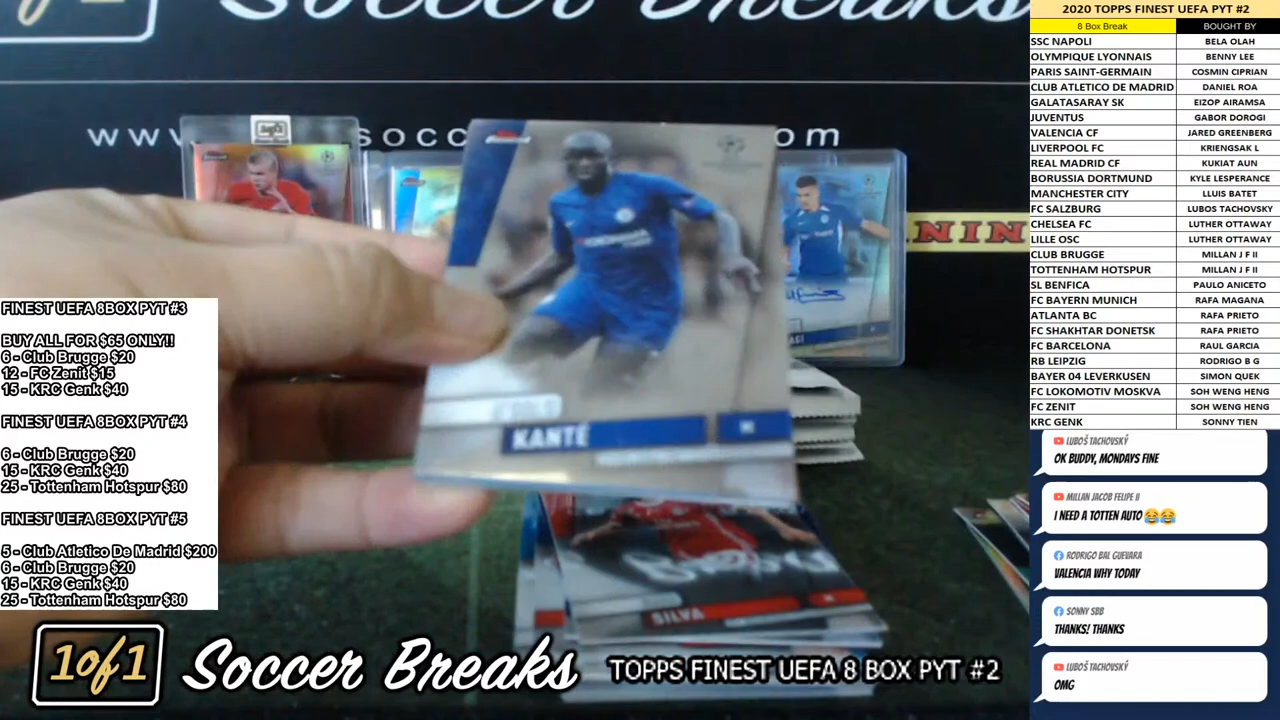 Soccer Breaks
www. socc om
PANINI
KANTE
SILVA
FINEST UEFA 8BOX PYT #3
BUY ALL FOR $65 ONLY!!
6 - Club Brugge $20
12 - FC Zenit $15
15 - KRC Genk $40
FINEST UEFA 8BOX PYT #4
6 - Club Brugge $20
15 - KRC Genk $40
25 - Tottenham Hotspur $80
FINEST UEFA 8BOX PYT #5
5 - Club Atletico De Madrid $200
6 - Club Brugge $20
15 - KRC Genk $40
25 - Tottenham Hotspur $80
1of1 Soccer Breaks TOPPS FINEST UEFA 8 BOX PYT #2
2020 TOPPS FINEST UEFA PYT #2
8 Box Break BOUGHT BY
SSC NAPOLI BELA OLAH
OLYMPIQUE LYONNAIS BENNY LEE
PARIS SAINT-GERMAIN COSMIN CIPRIAN
CLUB ATLETICO DE MADRID DANIEL ROA
GALATASARAY SK EIZOP AIRAMSA
JUVENTUS GABOR DOROGI
VALENCIA CF JARED GREENBERG
LIVERPOOL FC KRIENGSAK L
REAL MADRID CF KUKIAT AUN
BORUSSIA DORTMUND KYLE LESPERANCE
MANCHESTER CITY LLUIS BATET
FC SALZBURG LUBOS TACHOVSKY
CHELSEA FC LUTHER OTTAWAY
LILLE OSC LUTHER OTTAWAY
CLUB BRUGGE MILLAN J F II
TOTTENHAM HOTSPUR MILLAN J F II
SL BENFICA PAULO ANICETO
FC BAYERN MUNICH RAFA MAGANA
ATLANTA BC RAFA PRIETO
FC SHAKHTAR DONETSK RAFA PRIETO
FC BARCELONA RAUL GARCIA
RB LEIPZIG RODRIGO B G
BAYER 04 LEVERKUSEN SIMON QUEK
FC LOKOMOTIV MOSKVA SOH WENG HENG
FC ZENIT SOH WENG HENG
KRC GENK SONNY TIEN
LUBOŠ TACHOVSKÝ
OK BUDDY, MONDAYS FINE
MILLAN JACOB FELIPE II
I NEED A TOTTEN AUTO 😂😂
RODRIGO BAL GUEVARA
VALENCIA WHY TODAY
SONNY SBB
THANKS! THANKS
LUBOŠ TACHOVSKÝ
OMG